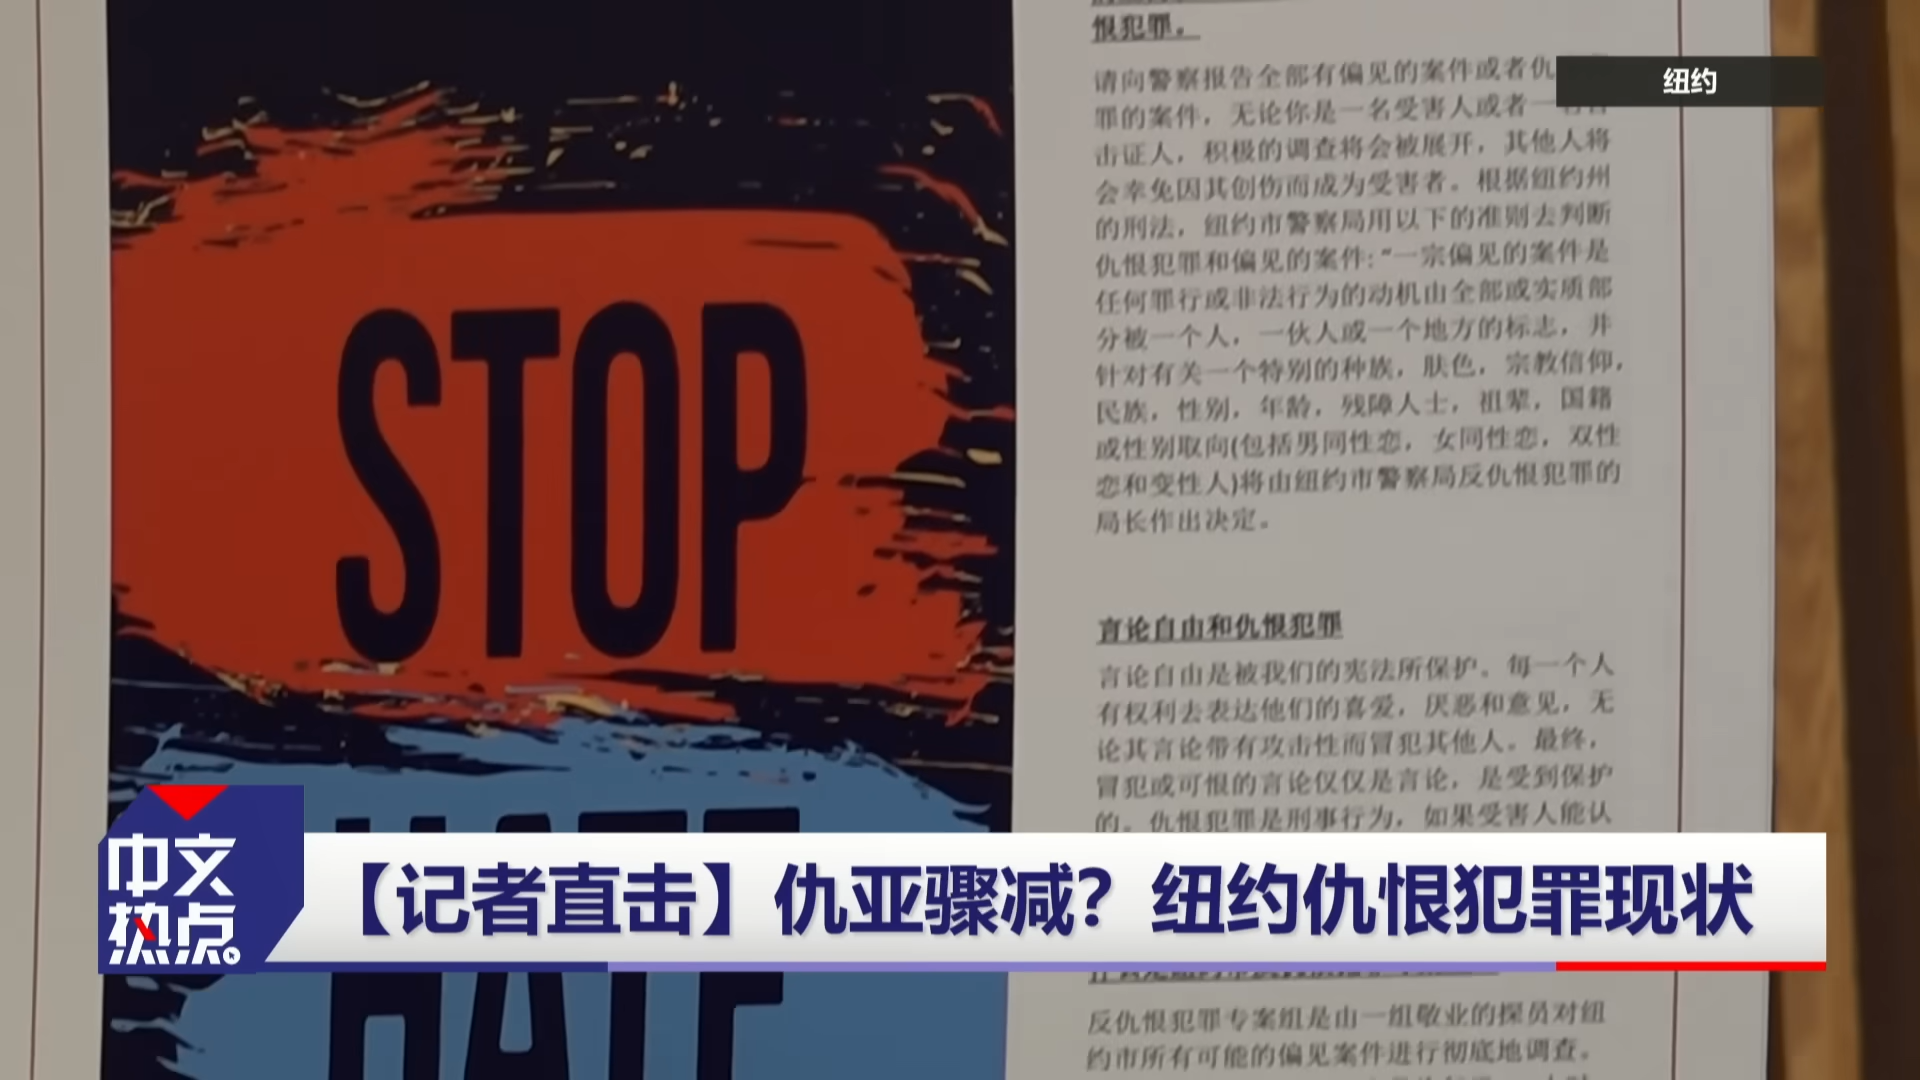 恨犯罪。
请向警察报告全部有偏见的案件或者仇
罪的案件，无论你是一名受害人或者一
击证人，积极的调查将会被展开，其他人将
会幸免因其创伤而成为受害者。根据纽约州
的刑法，纽约市警察局用以下的准则去判断
仇恨犯罪和偏见的案件: “一宗偏见的案件是
任何罪行或非法行为的动机由全部或实质部
分被一个人，一伙人或一个地方的标志，并
针对有关一个特别的种族，肤色，宗教信仰，
民族，性别，年龄，残障人士，祖辈，国籍
或性别取向(包括男同性恋，女同性恋，双性
恋和变性人)将由纽约市警察局反仇恨犯罪的
局长作出决定。
纽约
STOP
HATE
言论自由和仇恨犯罪
言论自由是被我们的宪法所保护。每一个人
有权利去表达他们的喜爱，厌恶和意见，无
论其言论带有攻击性而冒犯其他人。最终，
冒犯或可恨的言论仅仅是言论，是受到保护
的。仇恨犯罪是刑事行为，如果受害人能认
中文
热点
【记者直击】仇亚骤减？纽约仇恨犯罪现状
反仇恨犯罪专案组是由一组敬业的探员对纽
约市所有可能的偏见案件进行彻底地调查。